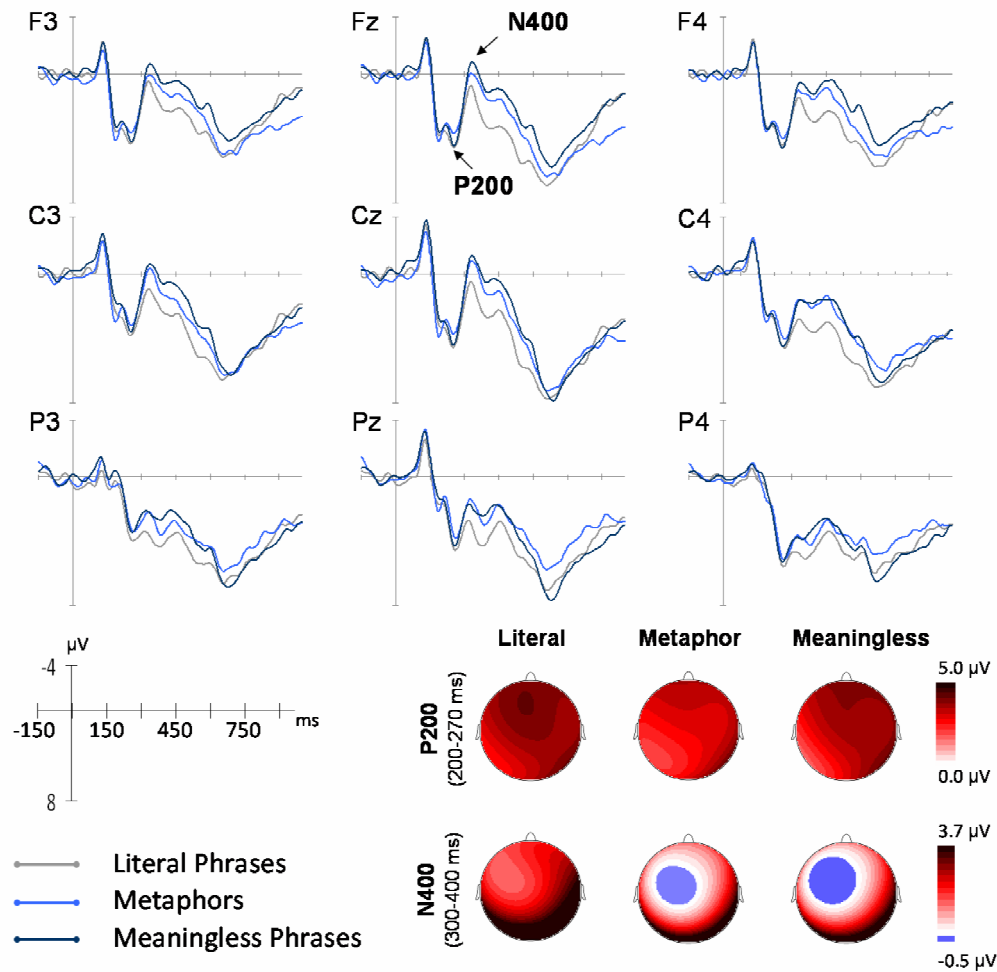 F3
Fz
N400
F4
P200
C3
Cz
C4
P3
Pz
P4
µV
-4
-150 150 450 750 ms
8
Literal Metaphor Meaningless
P200
(200-270 ms)
5.0 µV
0.0 µV
N400
(300-400 ms)
3.7 µV
-0.5 µV
Literal Phrases
Metaphors
Meaningless Phrases